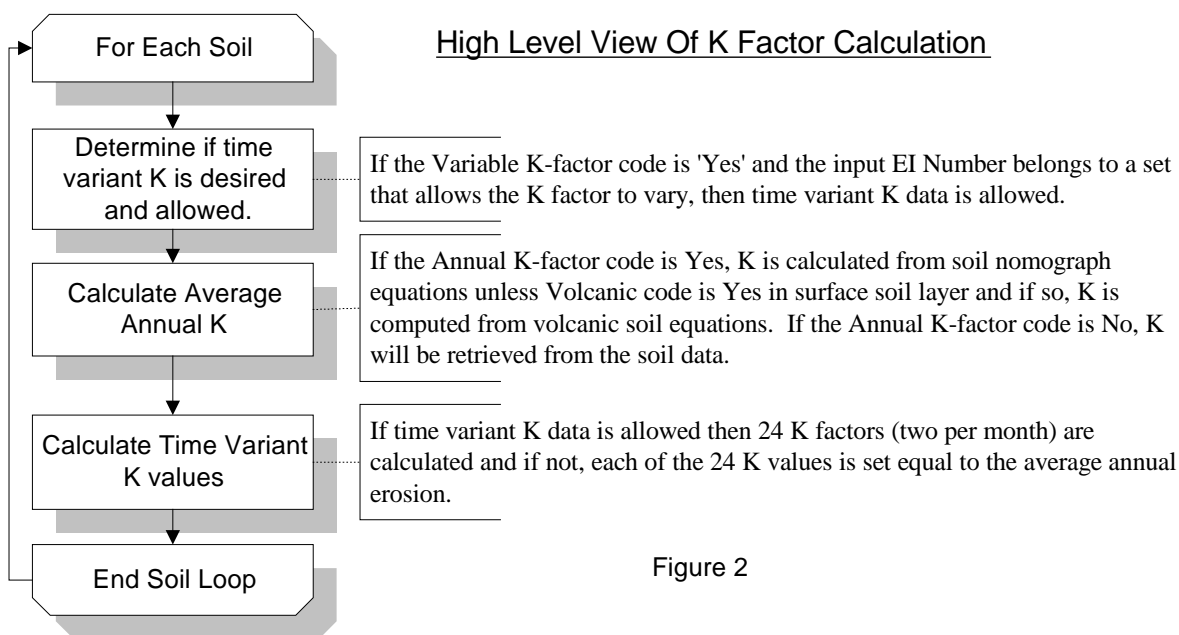 For Each Soil
High Level View Of K Factor Calculation
Determine if time
variant K is desired
and allowed.
If the Variable K-factor code is 'Yes' and the input EI Number belongs to a set
that allows the K factor to vary, then time variant K data is allowed.
Calculate Average
Annual K
If the Annual K-factor code is Yes, K is calculated from soil nomograph
equations unless Volcanic code is Yes in surface soil layer and if so, K is
computed from volcanic soil equations.  If the Annual K-factor code is No, K
will be retrieved from the soil data.
Calculate Time Variant
K values
If time variant K data is allowed then 24 K factors (two per month) are
calculated and if not, each of the 24 K values is set equal to the average annual
erosion.
End Soil Loop
Figure 2